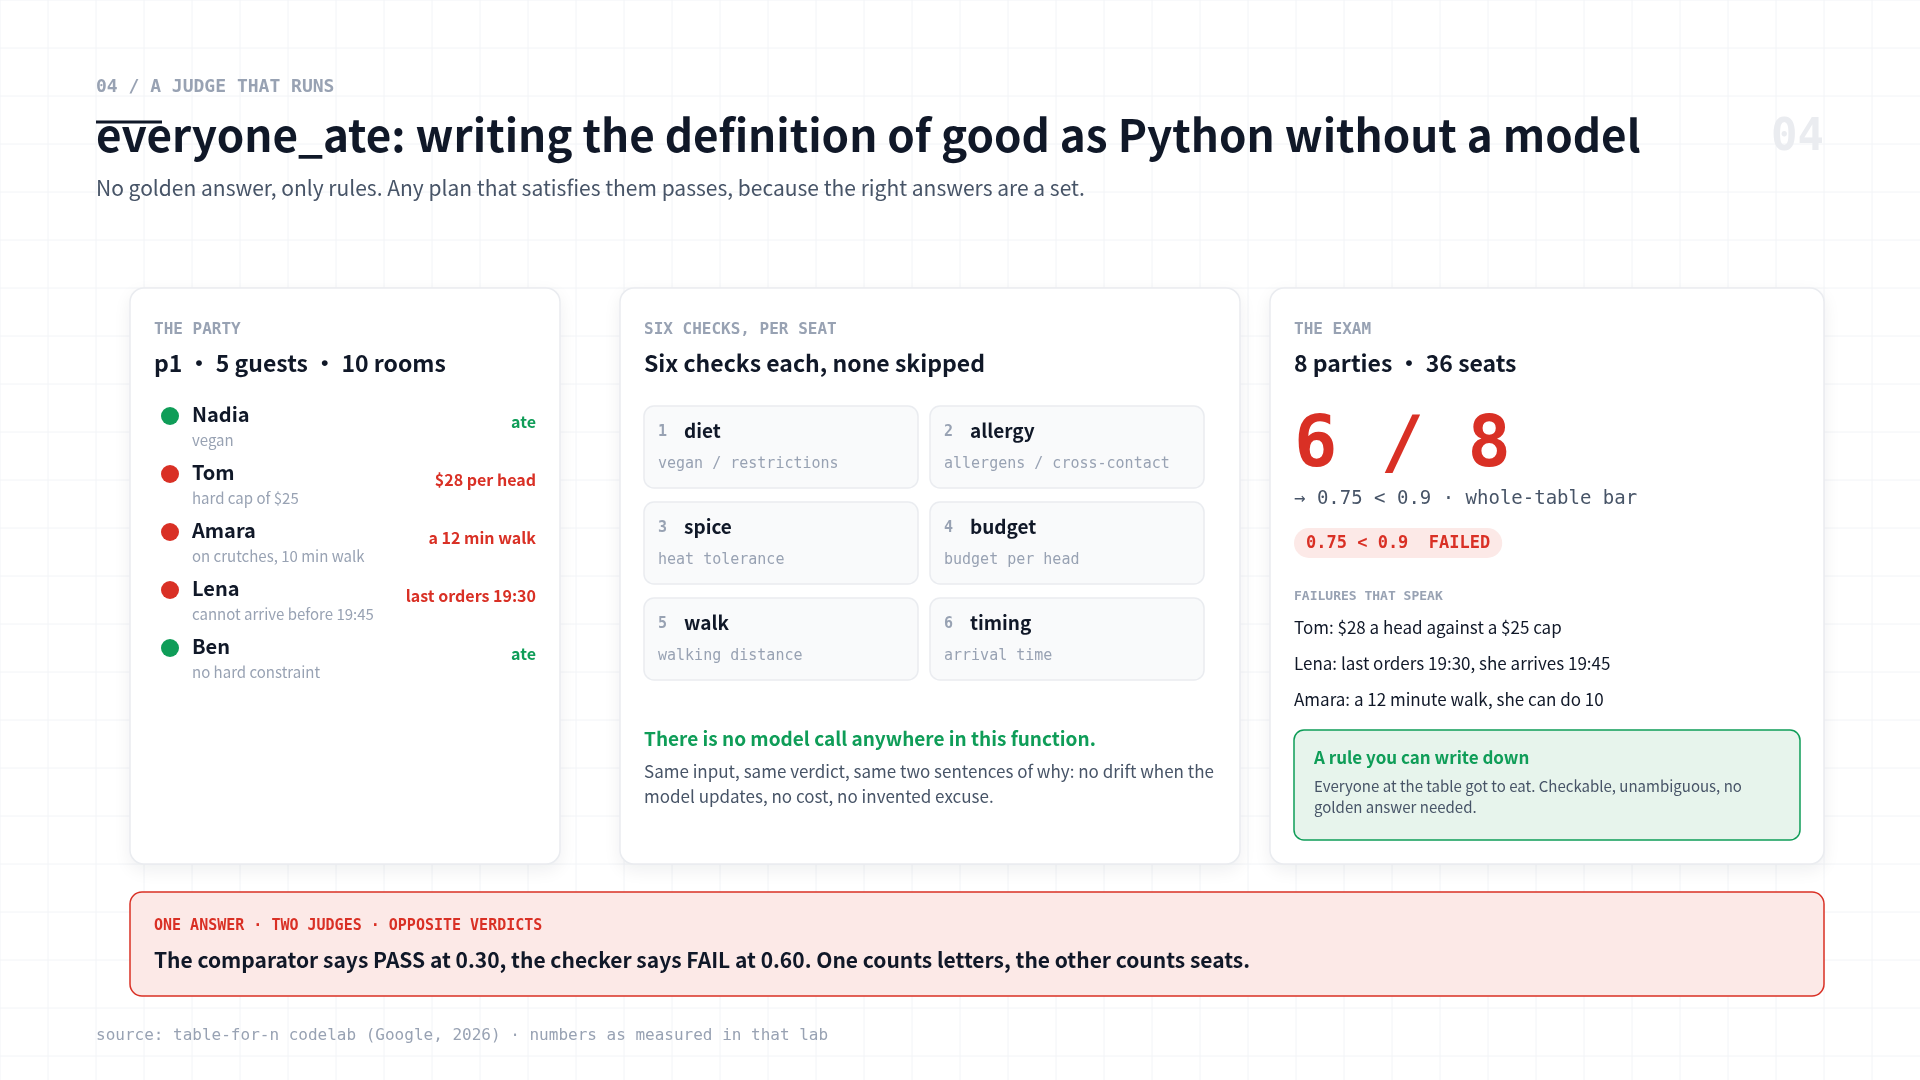 04 / A JUDGE THAT RUNS
everyone_ate: writing the definition of good as Python without a model
04
No golden answer, only rules. Any plan that satisfies them passes, because the right answers are a set.
THE PARTY
p1 • 5 guests • 10 rooms
Nadia
ate
vegan
Tom
$28 per head
hard cap of $25
Amara
a 12 min walk
on crutches, 10 min walk
Lena
last orders 19:30
cannot arrive before 19:45
Ben
ate
no hard constraint
SIX CHECKS, PER SEAT
Six checks each, none skipped
1 diet
vegan / restrictions
2 allergy
allergens / cross-contact
3 spice
heat tolerance
4 budget
budget per head
5 walk
walking distance
6 timing
arrival time
There is no model call anywhere in this function.
Same input, same verdict, same two sentences of why: no drift when the
model updates, no cost, no invented excuse.
THE EXAM
8 parties • 36 seats
6 / 8
→ 0.75 < 0.9 · whole-table bar
0.75 < 0.9 FAILED
FAILURES THAT SPEAK
Tom: $28 a head against a $25 cap
Lena: last orders 19:30, she arrives 19:45
Amara: a 12 minute walk, she can do 10
A rule you can write down
Everyone at the table got to eat. Checkable, unambiguous, no
golden answer needed.
ONE ANSWER · TWO JUDGES · OPPOSITE VERDICTS
The comparator says PASS at 0.30, the checker says FAIL at 0.60. One counts letters, the other counts seats.
source: table-for-n codelab (Google, 2026) · numbers as measured in that lab